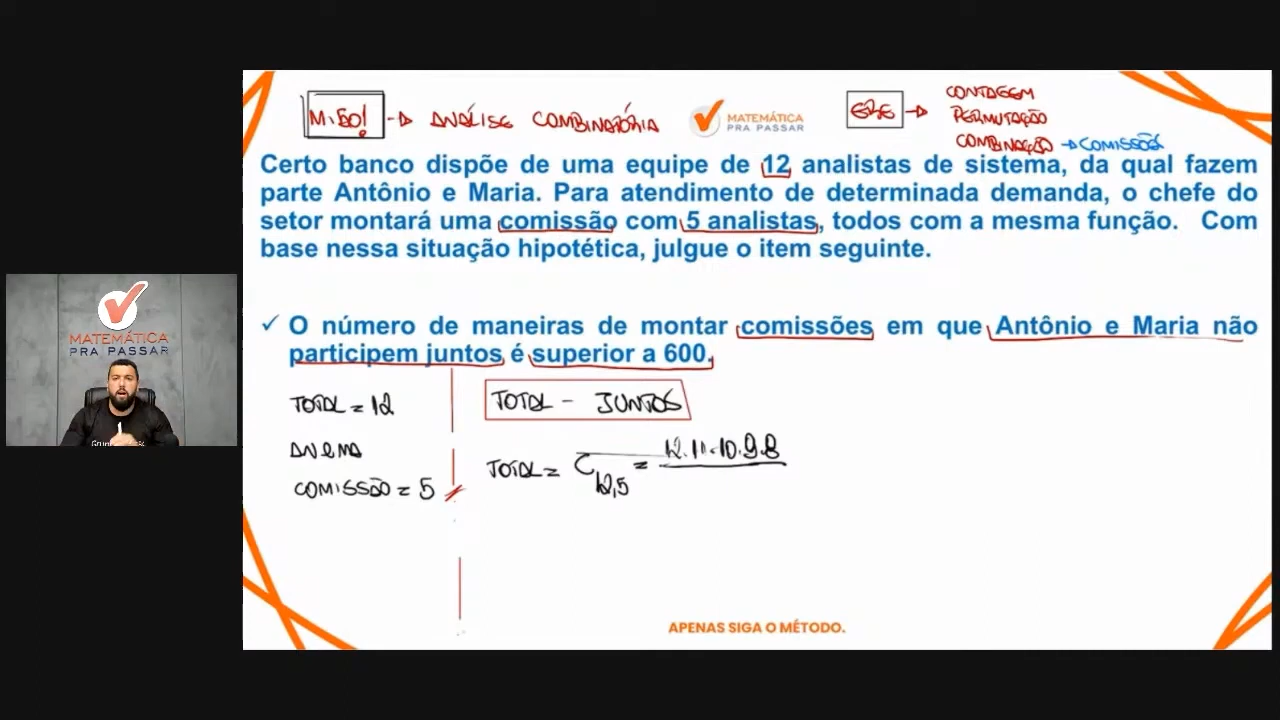 MISSÃO! → ANÁLISE COMBINATÓRIA
MATEMÁTICA
PRA PASSAR
CONTAGEM
PERMUTAÇÃO
COMBINAÇÃO → COMISSÕES
Certo banco dispõe de uma equipe de 12 analistas de sistema, da qual fazem
parte Antônio e Maria. Para atendimento de determinada demanda, o chefe do
setor montará uma comissão com 5 analistas, todos com a mesma função. Com
base nessa situação hipotética, julgue o item seguinte.
✓ O número de maneiras de montar comissões em que Antônio e Maria não
participem juntos é superior a 600.
TOTAL = 12
A e M
COMISSÃO = 5
TOTAL - JUNTOS
TOTAL = C12,5 = 12.11.10.9.8
MATEMÁTICA
PRA PASSAR
APENAS SIGA O MÉTODO.